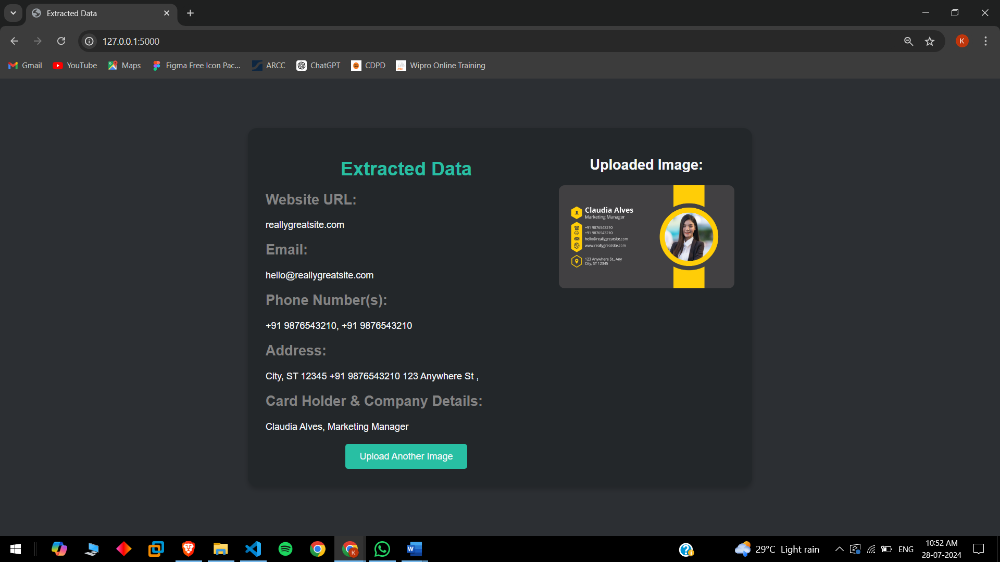 Extracted Data
127.0.0.1:5000
Gmail YouTube Maps Figma Free Icon Pac... ARCC ChatGPT CDPD Wipro Online Training
Extracted Data
Website URL:
reallygreatsite.com
Email:
hello@reallygreatsite.com
Phone Number(s):
+91 9876543210, +91 9876543210
Address:
City, ST 12345 +91 9876543210 123 Anywhere St ,
Card Holder & Company Details:
Claudia Alves, Marketing Manager
Upload Another Image
Uploaded Image:
Claudia Alves
Marketing Manager
+91 9876543210
+91 9876543210
hello@reallygreatsite.com
www.reallygreatsite.com
123 Anywhere St., Any
City, ST 12345
K
29°C Light rain
ENG
10:52 AM
28-07-2024